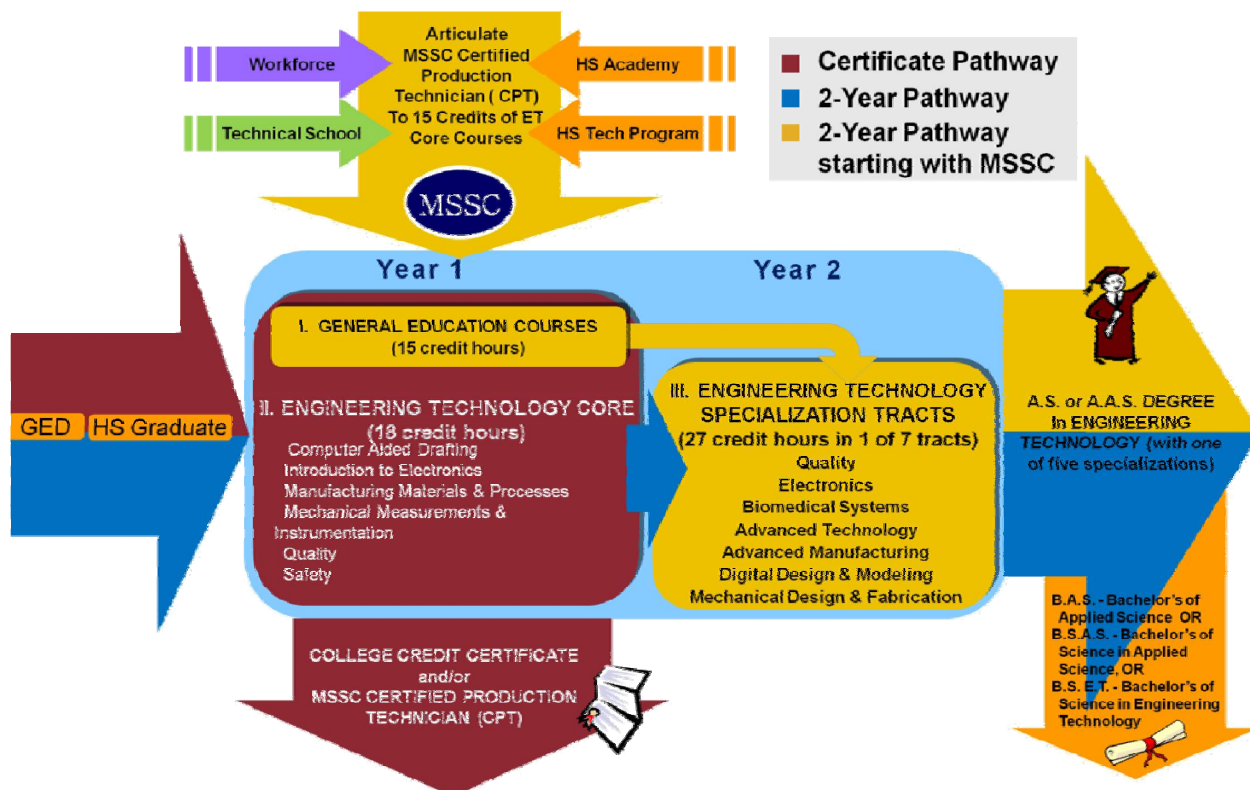 Articulate
MSSC Certified
Production
Technician ( CPT)
To 15 Credits of ET
Core Courses
Workforce
Technical School
HS Academy
HS Tech Program
MSSC
Certificate Pathway
2-Year Pathway
2-Year Pathway
starting with MSSC
Year 1
Year 2
GED
HS Graduate
I. GENERAL EDUCATION COURSES
(15 credit hours)
II. ENGINEERING TECHNOLOGY CORE
(18 credit hours)
Computer Aided Drafting
Introduction to Electronics
Manufacturing Materials & Processes
Mechanical Measurements &
Instrumentation
Quality
Safety
III. ENGINEERING TECHNOLOGY
SPECIALIZATION TRACTS
(27 credit hours in 1 of 7 tracts)
Quality
Electronics
Biomedical Systems
Advanced Technology
Advanced Manufacturing
Digital Design & Modeling
Mechanical Design & Fabrication
A.S. or A.A.S. DEGREE
In ENGINEERING
TECHNOLOGY (with one
of five specializations)
COLLEGE CREDIT CERTIFICATE
and/or
MSSC CERTIFIED PRODUCTION
TECHNICIAN (CPT)
B.A.S. - Bachelor's of
Applied Science OR
B.S.A.S. - Bachelor's of
Science in Applied
Science, OR
B.S.E.T. - Bachelor's of
Science in Engineering
Technology